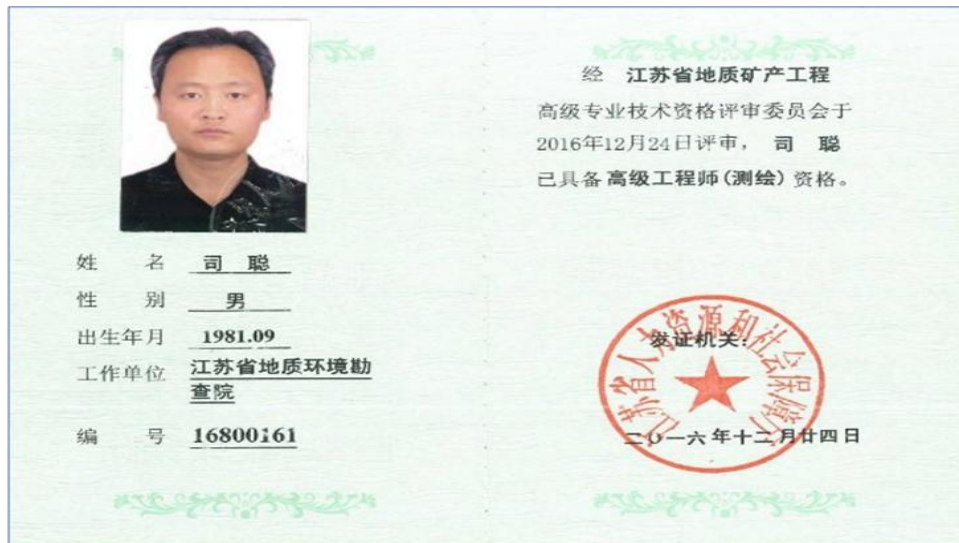 姓 名 司 聪
性 别 男
出生年月 1981.09
工作单位 江苏省地质环境勘
查院
编 号 16800161
经 江苏省地质矿产工程
高级专业技术资格评审委员会于
2016年12月24日评审， 司 聪
已具备 高级工程师(测绘) 资格。
江苏省人力资源和社会保障厅
发证机关：
二〇一六年十二月廿四日